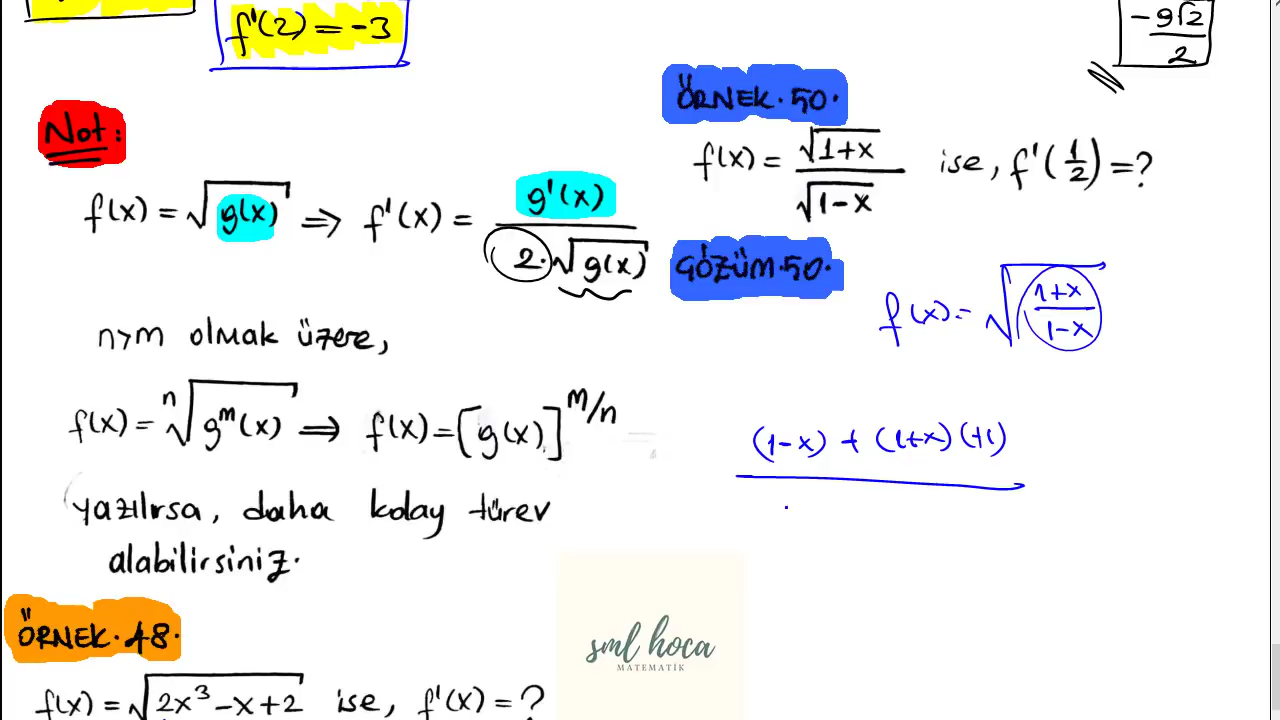 f'(2) = -3
-9√2/2
Not:
f(x) = √g(x) ⇒ f'(x) = g'(x) / 2·√g(x)
n>m olmak üzere,
f(x) = ⁿ√gᵐ(x) ⇒ f(x) = [g(x)]^m/n
yazılırsa, daha kolay türev
alabilirsiniz.
ÖRNEK.48.
f(x) = √2x³-x+2 ise, f'(x) = ?
ÖRNEK.50.
f(x) = √1+x / √1-x ise, f'(1/2) = ?
ÇÖZÜM.50.
f(x) = √(1+x / 1-x)
(1-x) + (1+x)(+1)
sml hoca
MATEMATİK